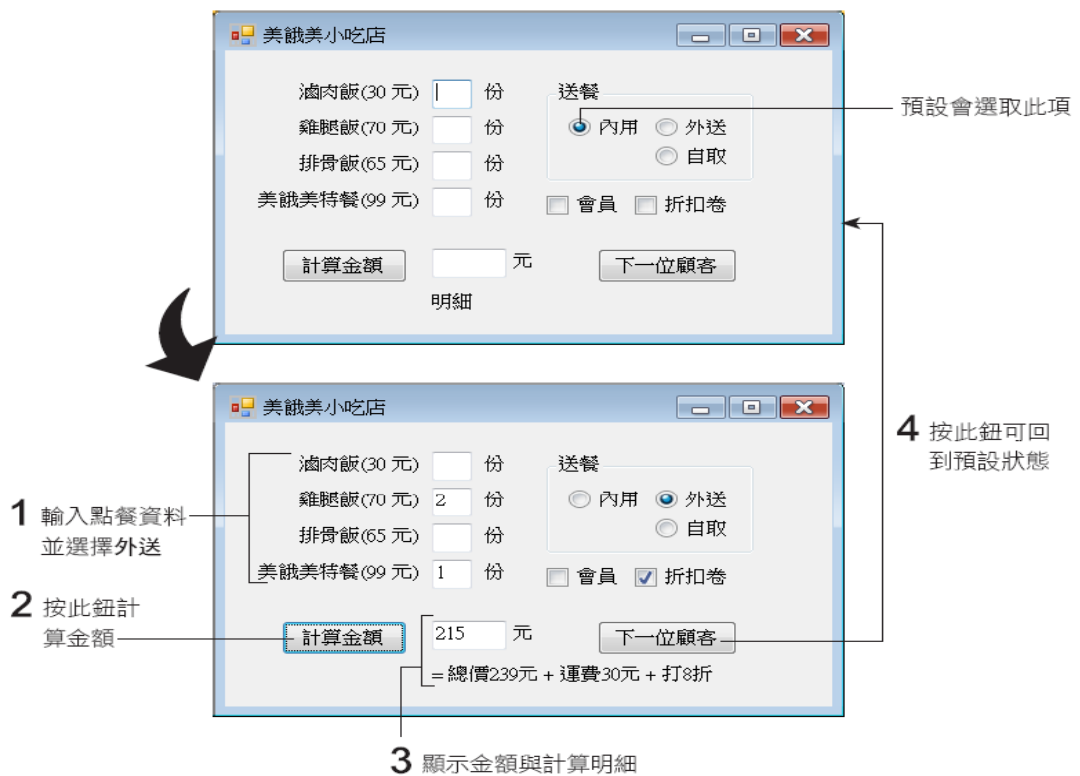 美餓美小吃店
滷肉飯(30 元) 份
雞腿飯(70 元) 份
排骨飯(65 元) 份
美餓美特餐(99 元) 份
送餐
內用 外送
自取
會員 折扣卷
計算金額 元 下一位顧客
明細
預設會選取此項
美餓美小吃店
滷肉飯(30 元) 份
雞腿飯(70 元) 2 份
排骨飯(65 元) 份
美餓美特餐(99 元) 1 份
送餐
內用 外送
自取
會員 折扣卷
計算金額 215 元 下一位顧客
= 總價239元 + 運費30元 + 打8折
1 輸入點餐資料
並選擇外送
2 按此鈕計
算金額
3 顯示金額與計算明細
4 按此鈕可回
到預設狀態